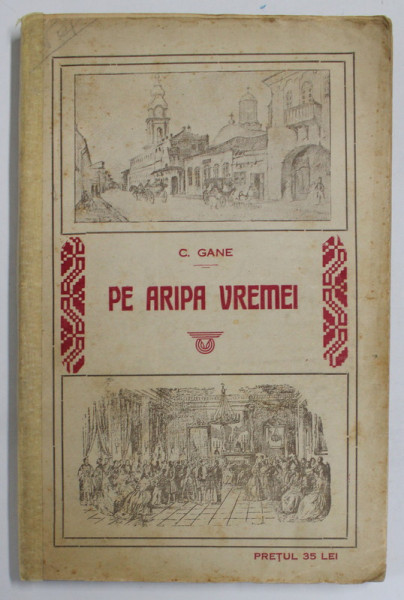 C. GANE
PE ARIPA VREMEI
PREȚUL 35 LEI